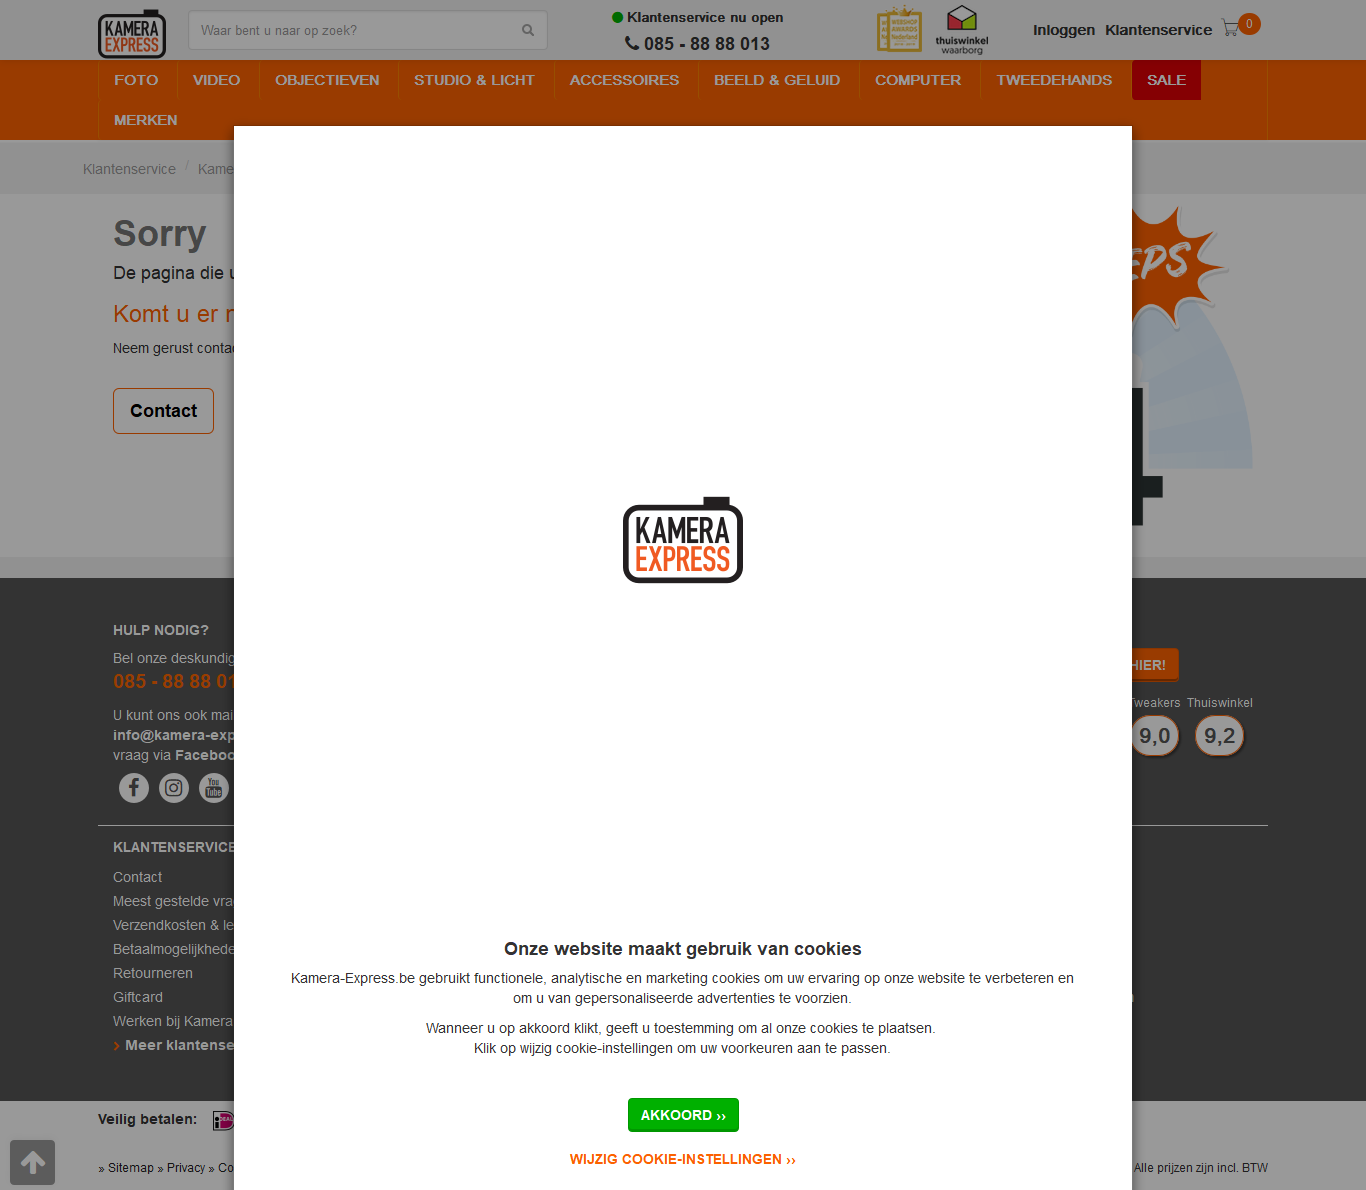 KAMERA
EXPRESS
Waar bent u naar op zoek?
Klantenservice nu open
085 - 88 88 013
WEBSHOP
AWARDS
Nederland
thuiswinkel
waarborg
Inloggen Klantenservice 0
FOTO VIDEO OBJECTIEVEN STUDIO & LICHT ACCESSOIRES BEELD & GELUID COMPUTER TWEEDEHANDS SALE
MERKEN
Klantenservice / Kame
Sorry
De pagina die u
Komt u er n
Neem gerust contac
Contact
EPS
KAMERA
EXPRESS
HULP NODIG?
Bel onze deskundig
085 - 88 88 01
U kunt ons ook mai
info@kamera-exp
vraag via Faceboo
You
Tube
HIER!
Tweakers Thuiswinkel
9,0 9,2
KLANTENSERVICE
Contact
Meest gestelde vra
Verzendkosten & le
Betaalmogelijkhede
Retourneren
Giftcard
Werken bij Kamera
Meer klantense
Onze website maakt gebruik van cookies
Kamera-Express.be gebruikt functionele, analytische en marketing cookies om uw ervaring op onze website te verbeteren en
om u van gepersonaliseerde advertenties te voorzien.
Wanneer u op akkoord klikt, geeft u toestemming om al onze cookies te plaatsen.
Klik op wijzig cookie-instellingen om uw voorkeuren aan te passen.
AKKOORD ››
WIJZIG COOKIE-INSTELLINGEN ››
Veilig betalen:
» Sitemap » Privacy » Co
Alle prijzen zijn incl. BTW